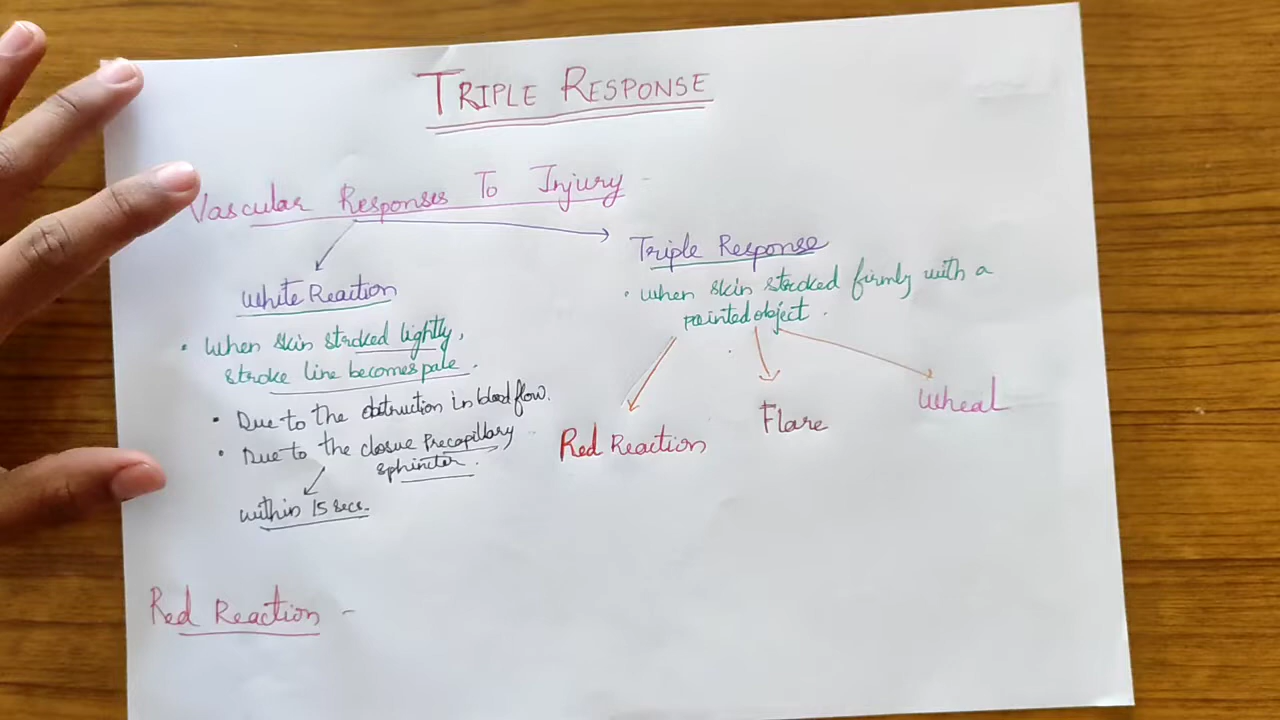 TRIPLE RESPONSE
Vascular Responses To Injury -
White Reaction
• When skin stroked lightly,
stroke line becomes pale.
• Due to the obstruction in blood flow.
• Due to the closue Precapillary
sphincter.
within 15 secs.
Triple Response
• When skin strocked firmly with a
pointed object.
Red Reaction
Flare
Wheal
Red Reaction -